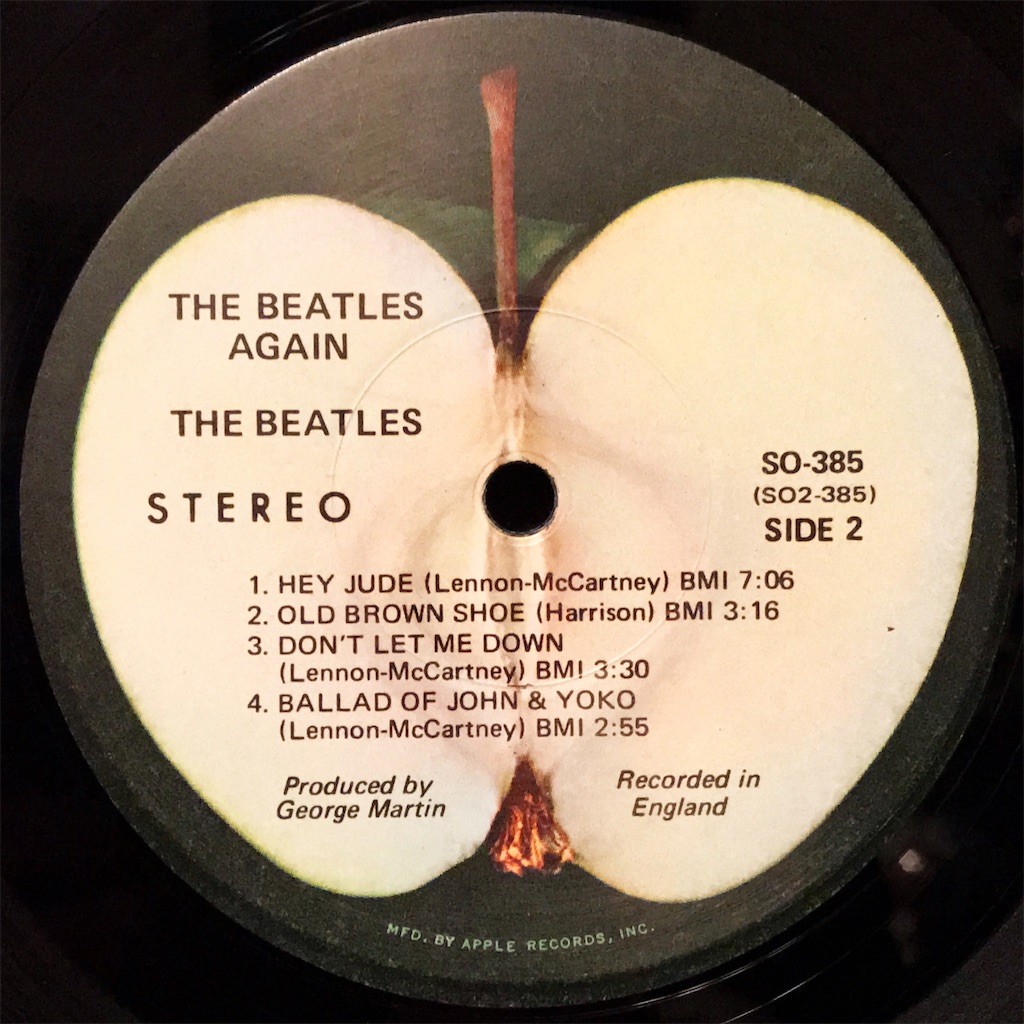 THE BEATLES
AGAIN
THE BEATLES
STEREO
SO-385
(SO2-385)
SIDE 2
1. HEY JUDE (Lennon-McCartney) BMI 7:06
2. OLD BROWN SHOE (Harrison) BMI 3:16
3. DON'T LET ME DOWN
(Lennon-McCartney) BMI 3:30
4. BALLAD OF JOHN & YOKO
(Lennon-McCartney) BMI 2:55
Produced by
George Martin
Recorded in
England
MFD. BY APPLE RECORDS, INC.